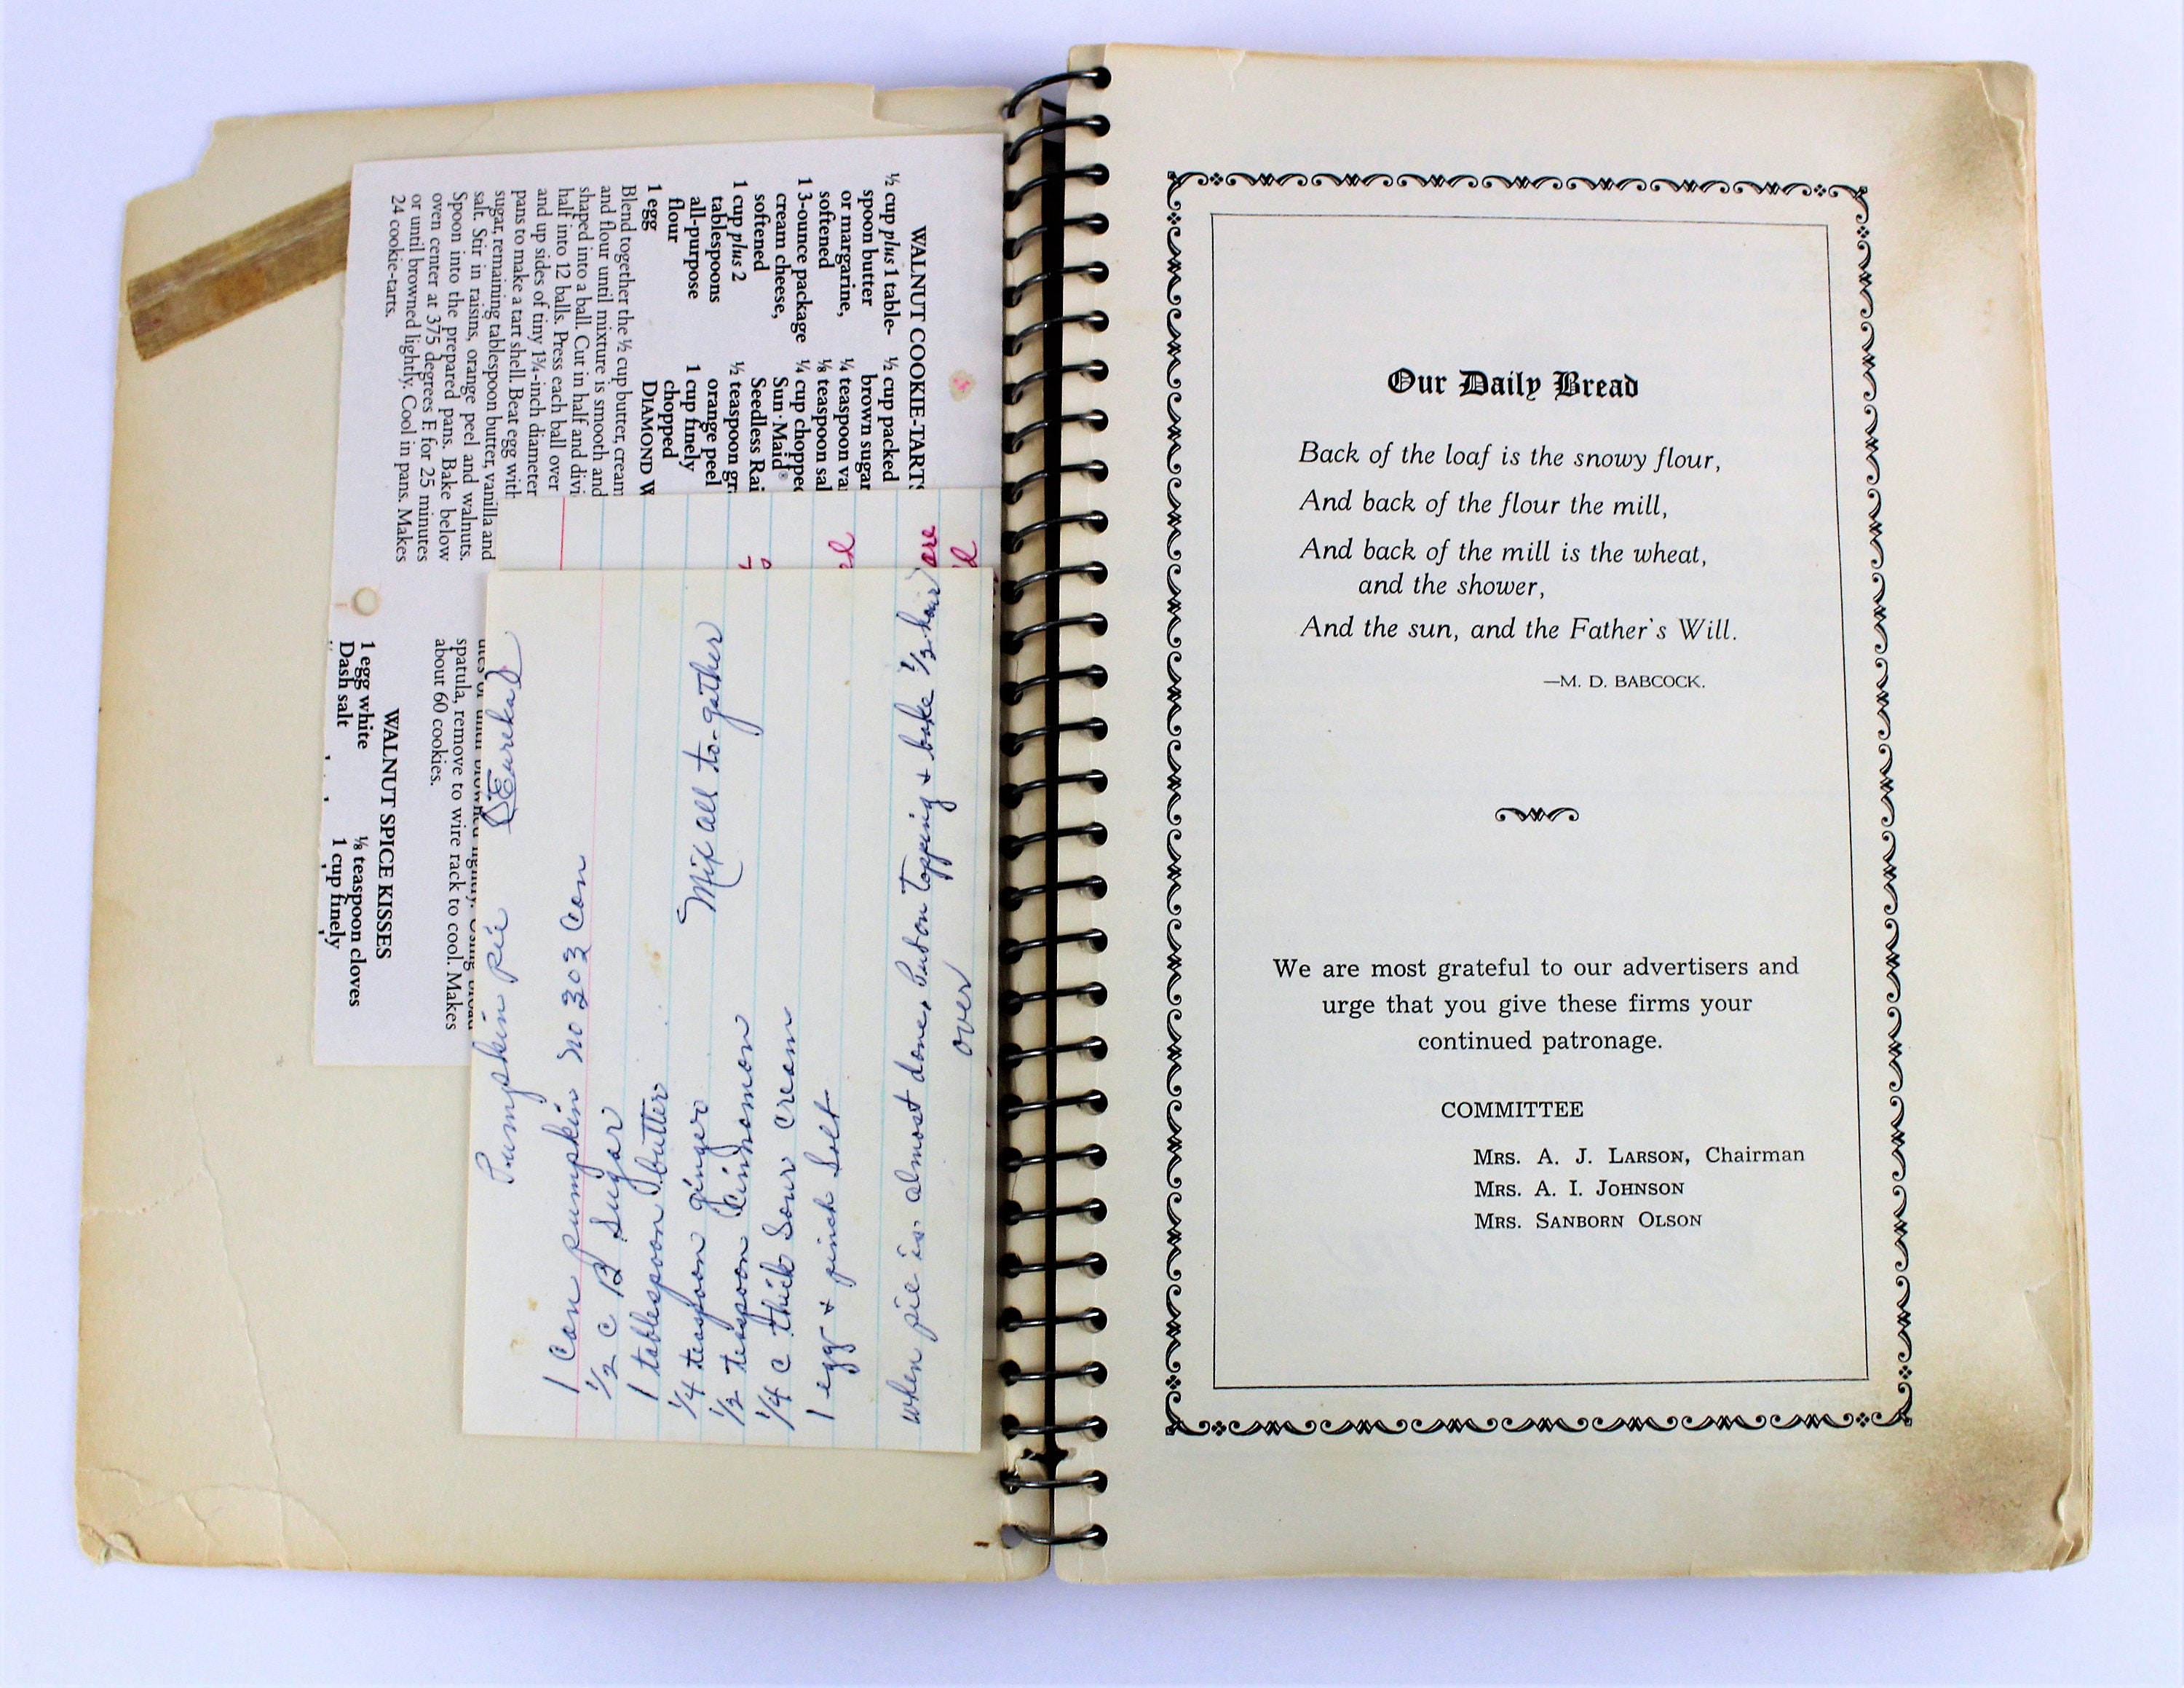 WALNUT COOKIE-TARTS
½ cup plus 1 table-
spoon butter
or margarine,
softened
1 3-ounce package
cream cheese,
softened
1 cup plus 2
tablespoons
all-purpose
flour
1 egg
½ cup packed
brown sugar
¼ teaspoon
⅛ teaspoon
¼ cup
Sun·Maid®
Seedless
½ teaspoon
orange peel
1 cup finely
chopped
DIAMOND
Blend together the ½ cup butter, cream
and flour until mixture is smooth and
shaped into a ball. Cut in half and
half into 12 balls. Press each ball over
and up sides of tiny 1¾-inch diameter
pans to make a tart shell. Beat egg with
sugar, remaining tablespoon butter, vanilla and
salt. Stir in raisins, orange peel and walnuts.
Spoon into the prepared pans. Bake below
oven center at 375 degrees F. for 25 minutes
or until browned lightly. Cool in pans. Makes
24 cookie-tarts.
spatula, remove to wire rack to cool. Makes
about 60 cookies.
WALNUT SPICE KISSES
1 egg white
Dash salt
⅛ teaspoon cloves
1 cup finely
Pumpskin pie (Eureka)
1 Can pumpskin no 303 Can
½ c B Sugar
1 tablespoon butter
¼ teaspoon ginger
½ teaspoon Cinnomon
¼ c thick Sour Cream
1 egg + pinch Solt
Mix all to-gather
when pie is almost done, put on Topping + bake ½ hour
over
are
Our Daily Bread
Back of the loaf is the snowy flour,
And back of the flour the mill,
And back of the mill is the wheat,
and the shower,
And the sun, and the Father's Will.
—M. D. BABCOCK.
We are most grateful to our advertisers and
urge that you give these firms your
continued patronage.
COMMITTEE
MRS. A. J. LARSON, Chairman
MRS. A. I. JOHNSON
MRS. SANBORN OLSON